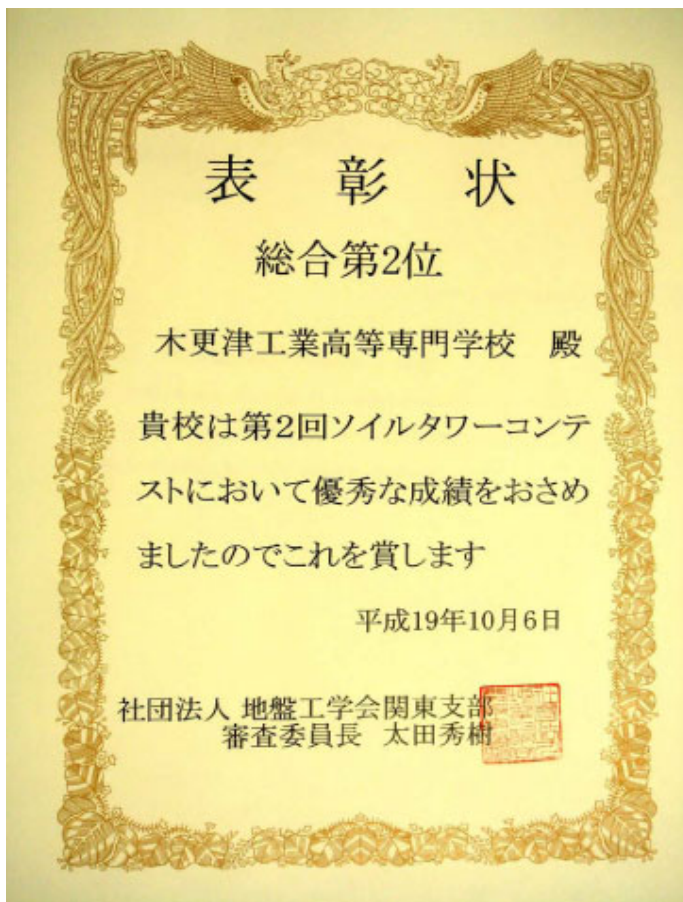 表 彰 状
総合第2位
木更津工業高等専門学校 殿
貴校は第2回ソイルタワーコンテ
ストにおいて優秀な成績をおさめ
ましたのでこれを賞します
平成19年10月6日
社団法人 地盤工学会関東支部
審査委員長 太田秀樹